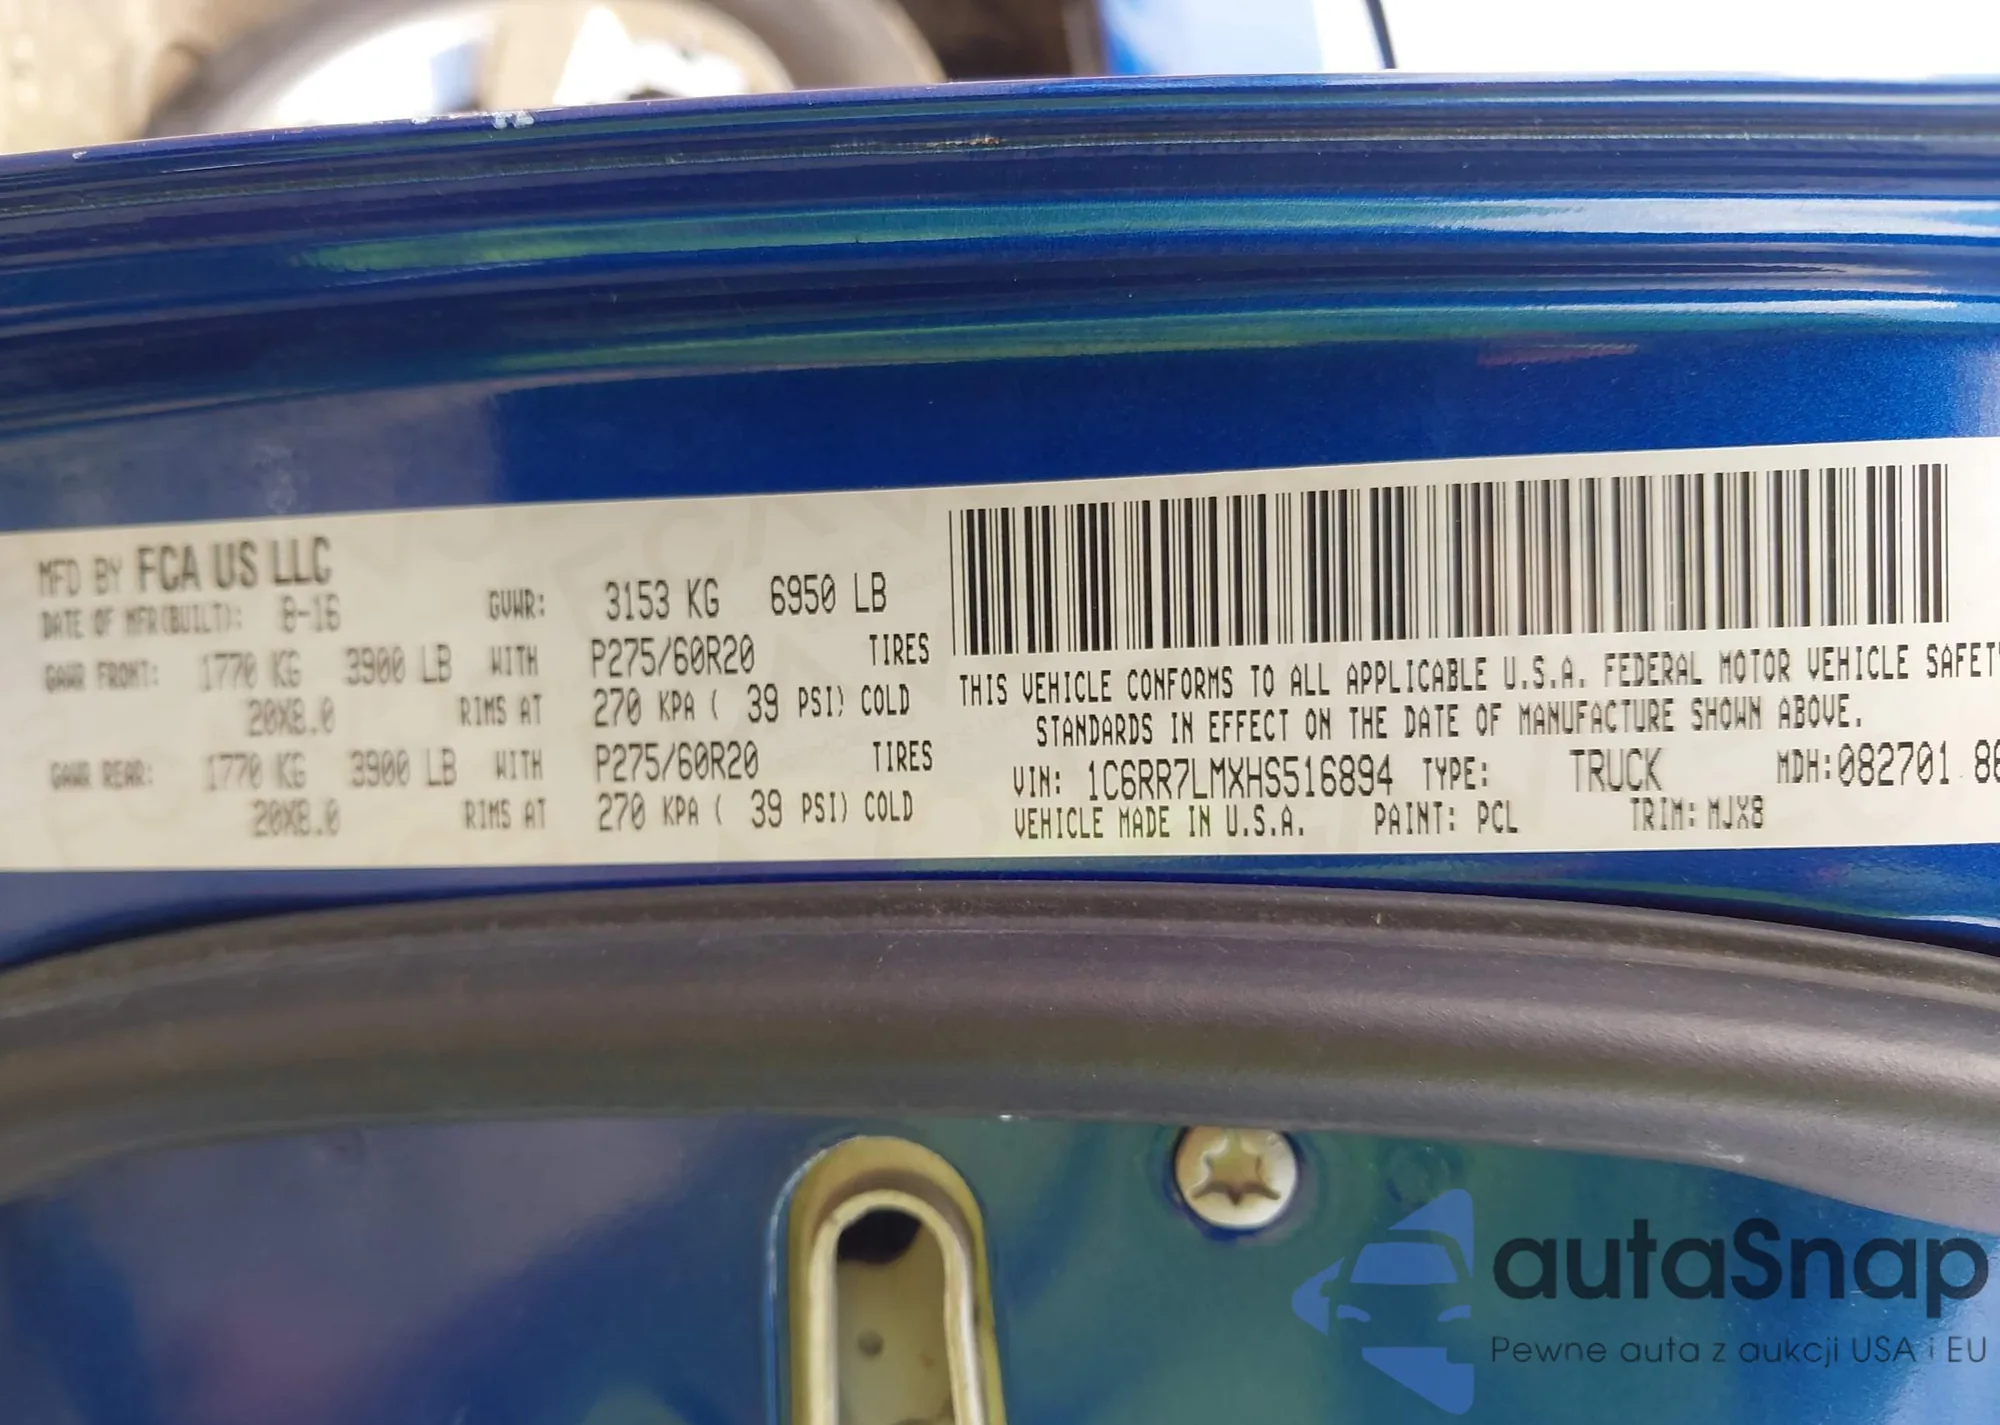 MFD BY FCA US LLC
DATE OF MFR(BUILT): 8-16
GVWR: 3153 KG 6950 LB
GAWR FRONT: 1770 KG 3900 LB WITH P275/60R20 TIRES
20X8.0 RIMS AT 270 KPA ( 39 PSI) COLD
GAWR REAR: 1770 KG 3900 LB WITH P275/60R20 TIRES
20X8.0 RIMS AT 270 KPA ( 39 PSI) COLD
THIS VEHICLE CONFORMS TO ALL APPLICABLE U.S.A. FEDERAL MOTOR VEHICLE SAFETY
STANDARDS IN EFFECT ON THE DATE OF MANUFACTURE SHOWN ABOVE.
VIN: 1C6RR7LMXHS516894 TYPE: TRUCK MDH:082701
VEHICLE MADE IN U.S.A. PAINT: PCL TRIM: MJX8
autaSnap
Pewne auta z aukcji USA i EU